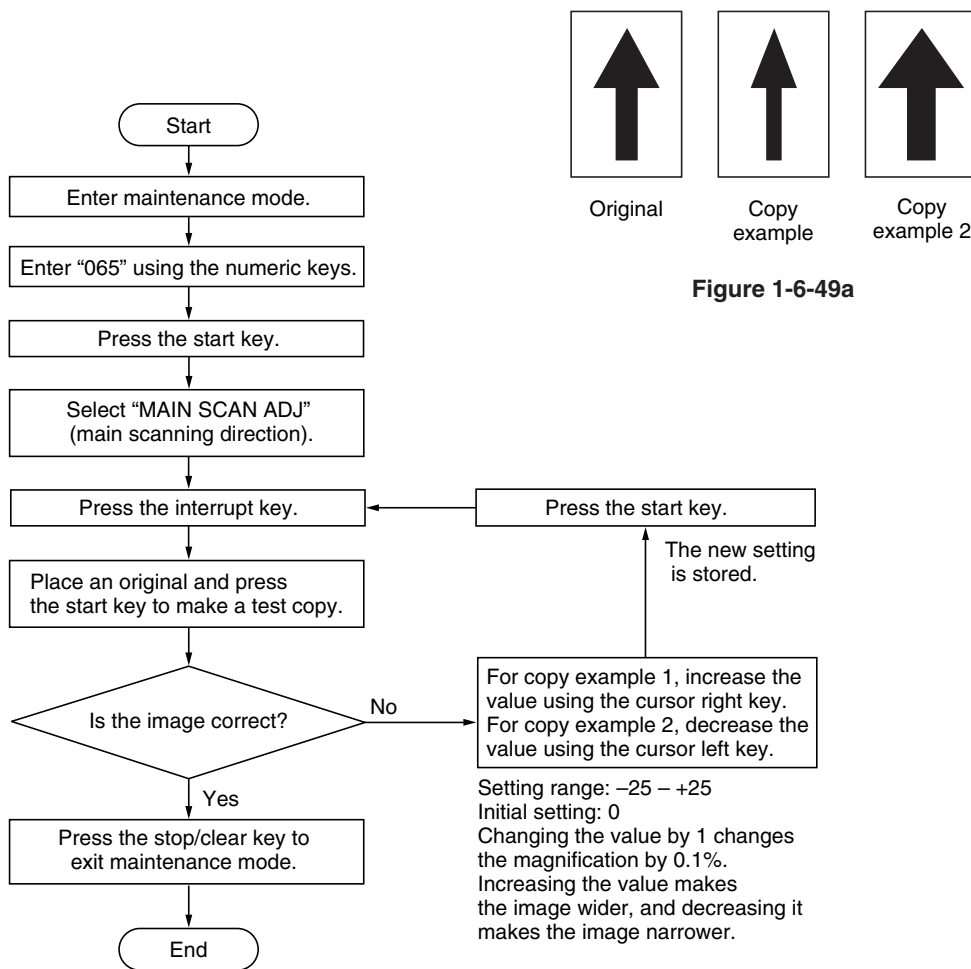 Original
Copy
example
Copy
example 2
Figure 1-6-49a
Start
Enter maintenance mode.
Enter “065” using the numeric keys.
Press the start key.
Select “MAIN SCAN ADJ”
(main scanning direction).
Press the interrupt key.
Place an original and press
the start key to make a test copy.
Is the image correct?
No
Yes
Press the stop/clear key to
exit maintenance mode.
End
Press the start key.
The new setting
is stored.
For copy example 1, increase the
value using the cursor right key.
For copy example 2, decrease the
value using the cursor left key.
Setting range: –25 – +25
Initial setting: 0
Changing the value by 1 changes
the magnification by 0.1%.
Increasing the value makes
the image wider, and decreasing it
makes the image narrower.